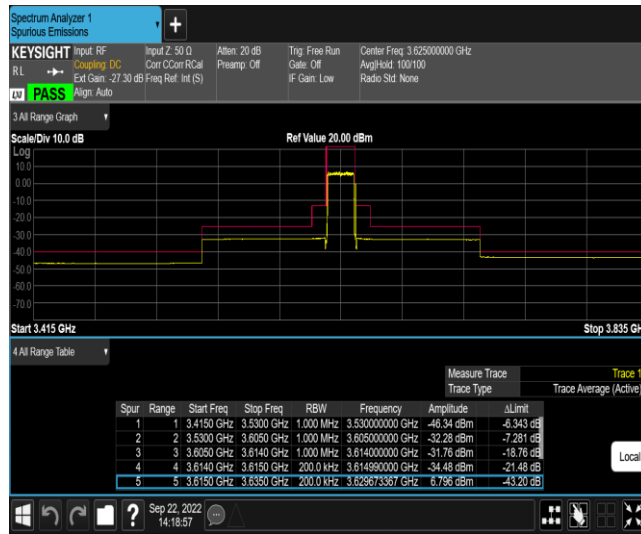 Spectrum Analyzer 1
Spurious Emissions
+
KEYSIGHT Input: RF Input Z: 50 Ω Atten: 20 dB Trig: Free Run Center Freq: 3.625000000 GHz
RL Coupling: DC Corr CCorr RCal Preamp: Off Gate: Off Avg|Hold: 100/100
Ext Gain: -27.30 dB Freq Ref: Int (S) IF Gain: Low Radio Std: None
LXI PASS Align: Auto
3 All Range Graph
Scale/Div 10.0 dB Ref Value 20.00 dBm
Log
10.0
0.00
-10.0
-20.0
-30.0
-40.0
-50.0
-60.0
-70.0
Start 3.415 GHz Stop 3.835 GH
4 All Range Table
Measure Trace Trace 1
Trace Type Trace Average (Active)
Spur Range Start Freq Stop Freq RBW Frequency Amplitude ΔLimit
1 1 3.4150 GHz 3.5300 GHz 1.000 MHz 3.530000000 GHz -46.34 dBm -6.343 dB
2 2 3.5300 GHz 3.6050 GHz 1.000 MHz 3.605000000 GHz -32.28 dBm -7.281 dB
3 3 3.6050 GHz 3.6140 GHz 1.000 MHz 3.614000000 GHz -31.76 dBm -18.76 dB
4 4 3.6140 GHz 3.6150 GHz 200.0 kHz 3.614990000 GHz -34.48 dBm -21.48 dB
5 5 3.6150 GHz 3.6350 GHz 200.0 kHz 3.629673367 GHz 6.796 dBm -43.20 dB
Local
? Sep 22, 2022
14:18:57